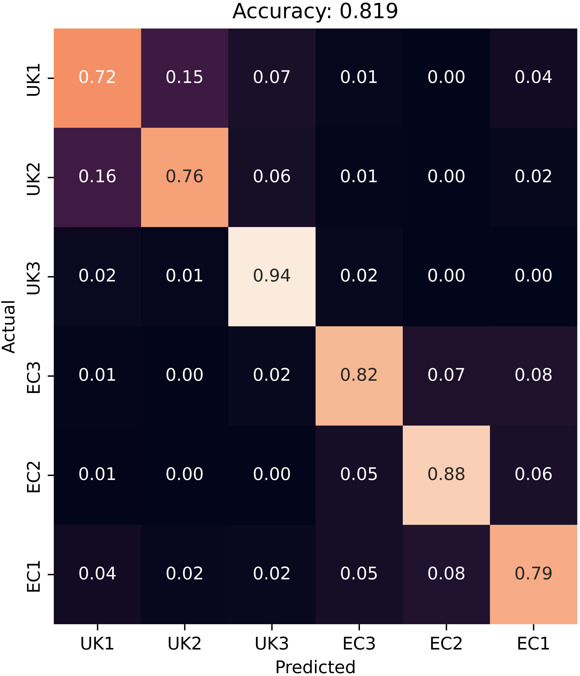 Accuracy: 0.819
UK1 0.72 0.15 0.07 0.01 0.00 0.04
UK2 0.16 0.76 0.06 0.01 0.00 0.02
UK3 0.02 0.01 0.94 0.02 0.00 0.00
EC3 0.01 0.00 0.02 0.82 0.07 0.08
EC2 0.01 0.00 0.00 0.05 0.88 0.06
EC1 0.04 0.02 0.02 0.05 0.08 0.79
Actual
UK1 UK2 UK3 EC3 EC2 EC1
Predicted